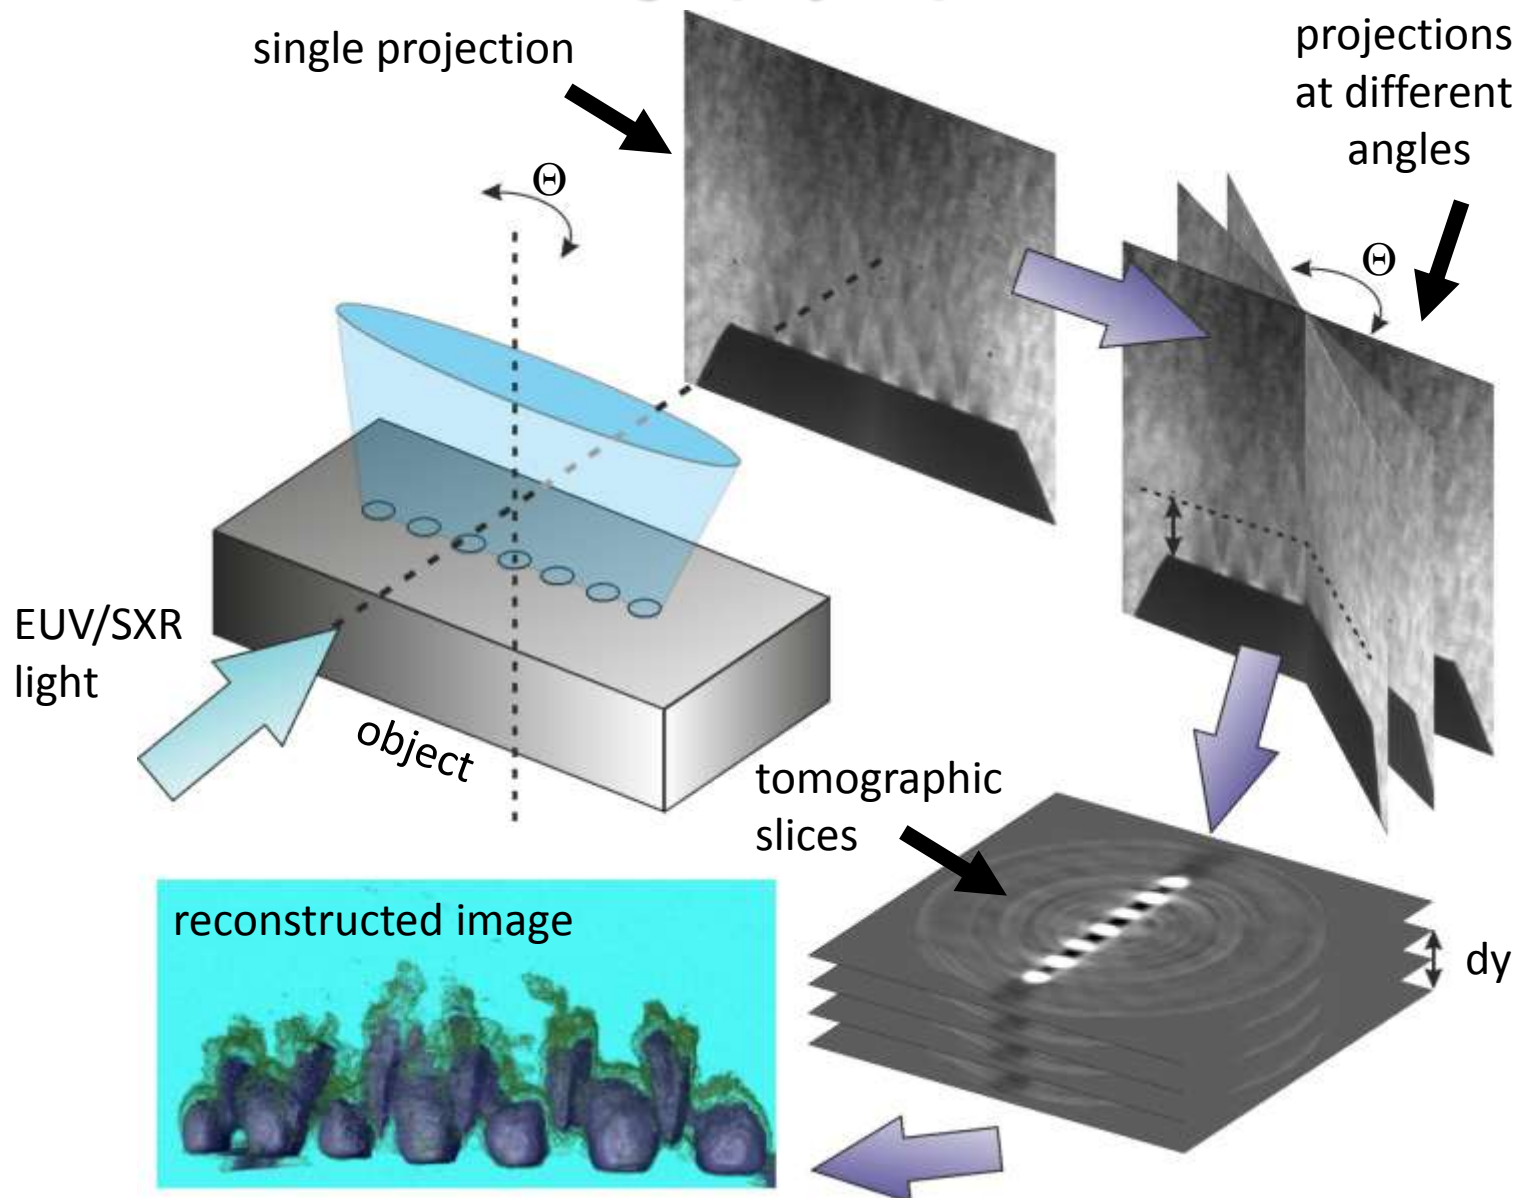 single projection
projections
at different
angles
Θ
Θ
EUV/SXR
light
object
tomographic
slices
reconstructed image
dy